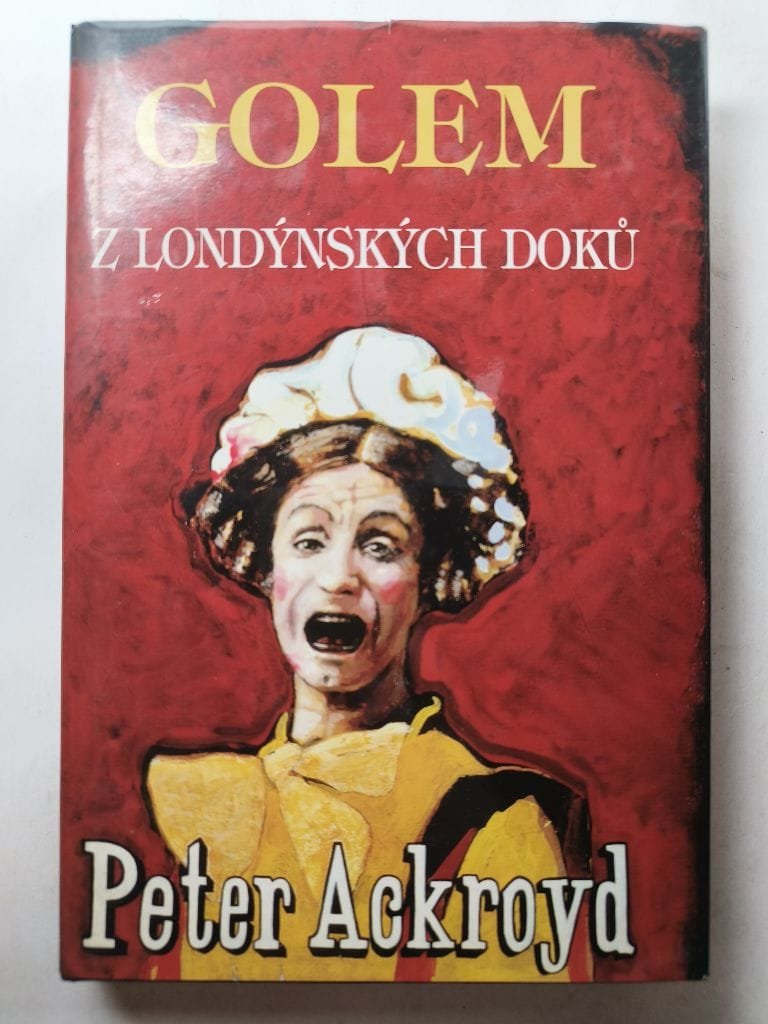 GOLEM
Z LONDÝNSKÝCH DOKŮ
Peter Ackroyd